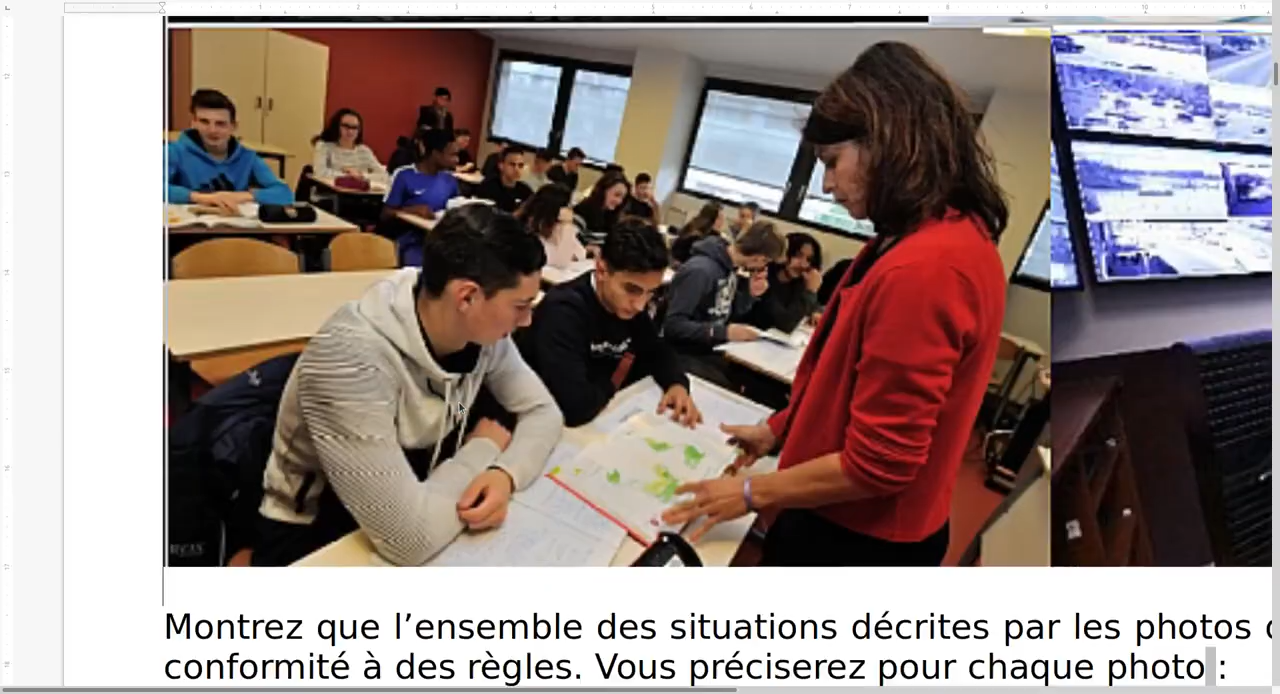 Montrez que l’ensemble des situations décrites par les photos
conformité à des règles. Vous préciserez pour chaque photo :